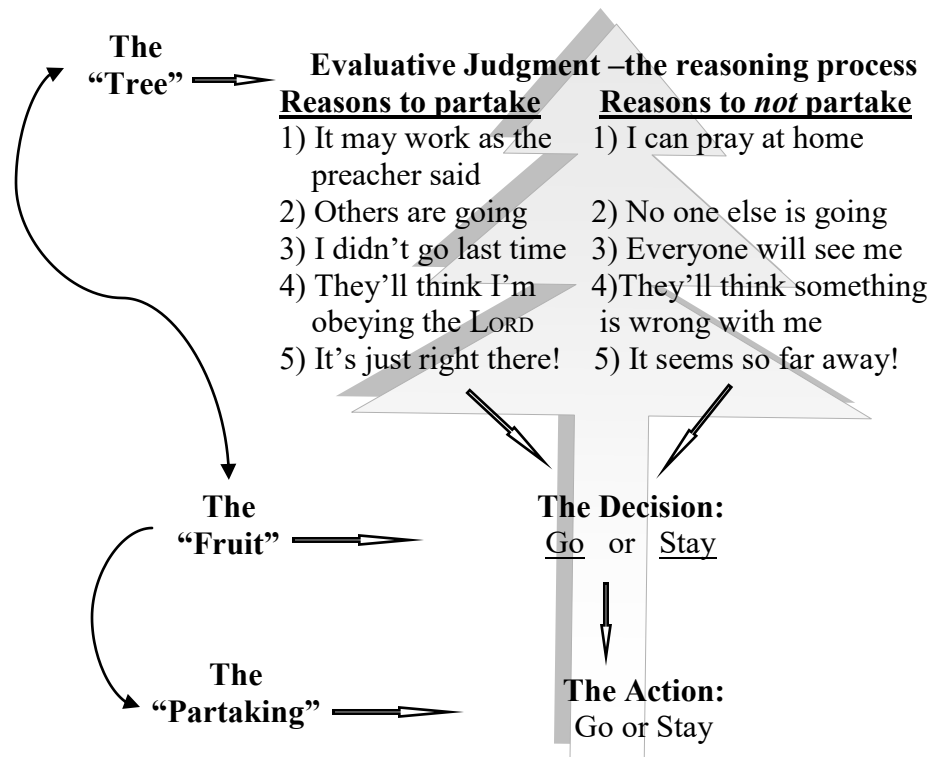 The
“Tree”
Evaluative Judgment –the reasoning process
Reasons to partake
Reasons to not partake
1) It may work as the
preacher said
2) Others are going
3) I didn’t go last time
4) They’ll think I’m
obeying the LORD
5) It’s just right there!
1) I can pray at home
2) No one else is going
3) Everyone will see me
4)They’ll think something
is wrong with me
5) It seems so far away!
The
“Fruit”
The Decision:
Go or Stay
The
“Partaking”
The Action:
Go or Stay